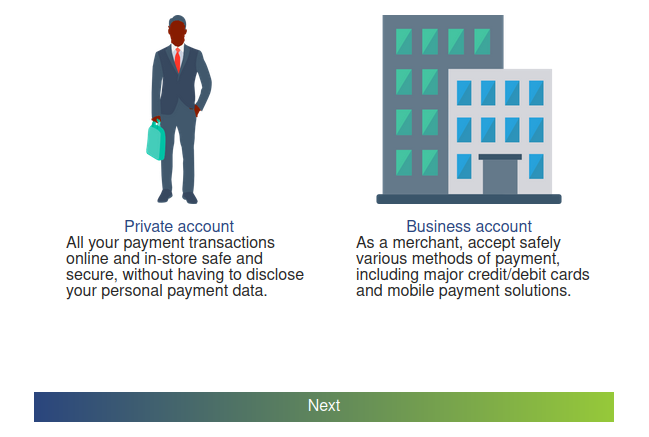 Private account
All your payment transactions
online and in-store safe and
secure, without having to disclose
your personal payment data.
Business account
As a merchant, accept safely
various methods of payment,
including major credit/debit cards
and mobile payment solutions.
Next